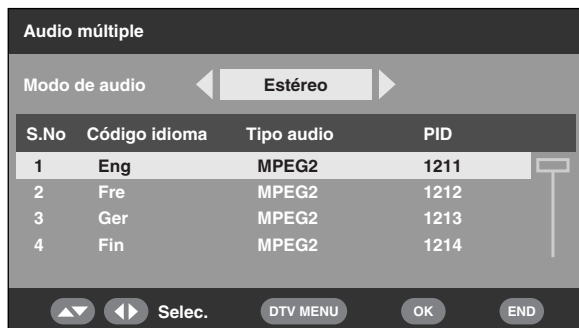 Audio múltiple
Modo de audio Estéreo
S.No Código idioma Tipo audio PID
1 Eng MPEG2 1211
2 Fre MPEG2 1212
3 Ger MPEG2 1213
4 Fin MPEG2 1214
Selec. DTV MENU OK END